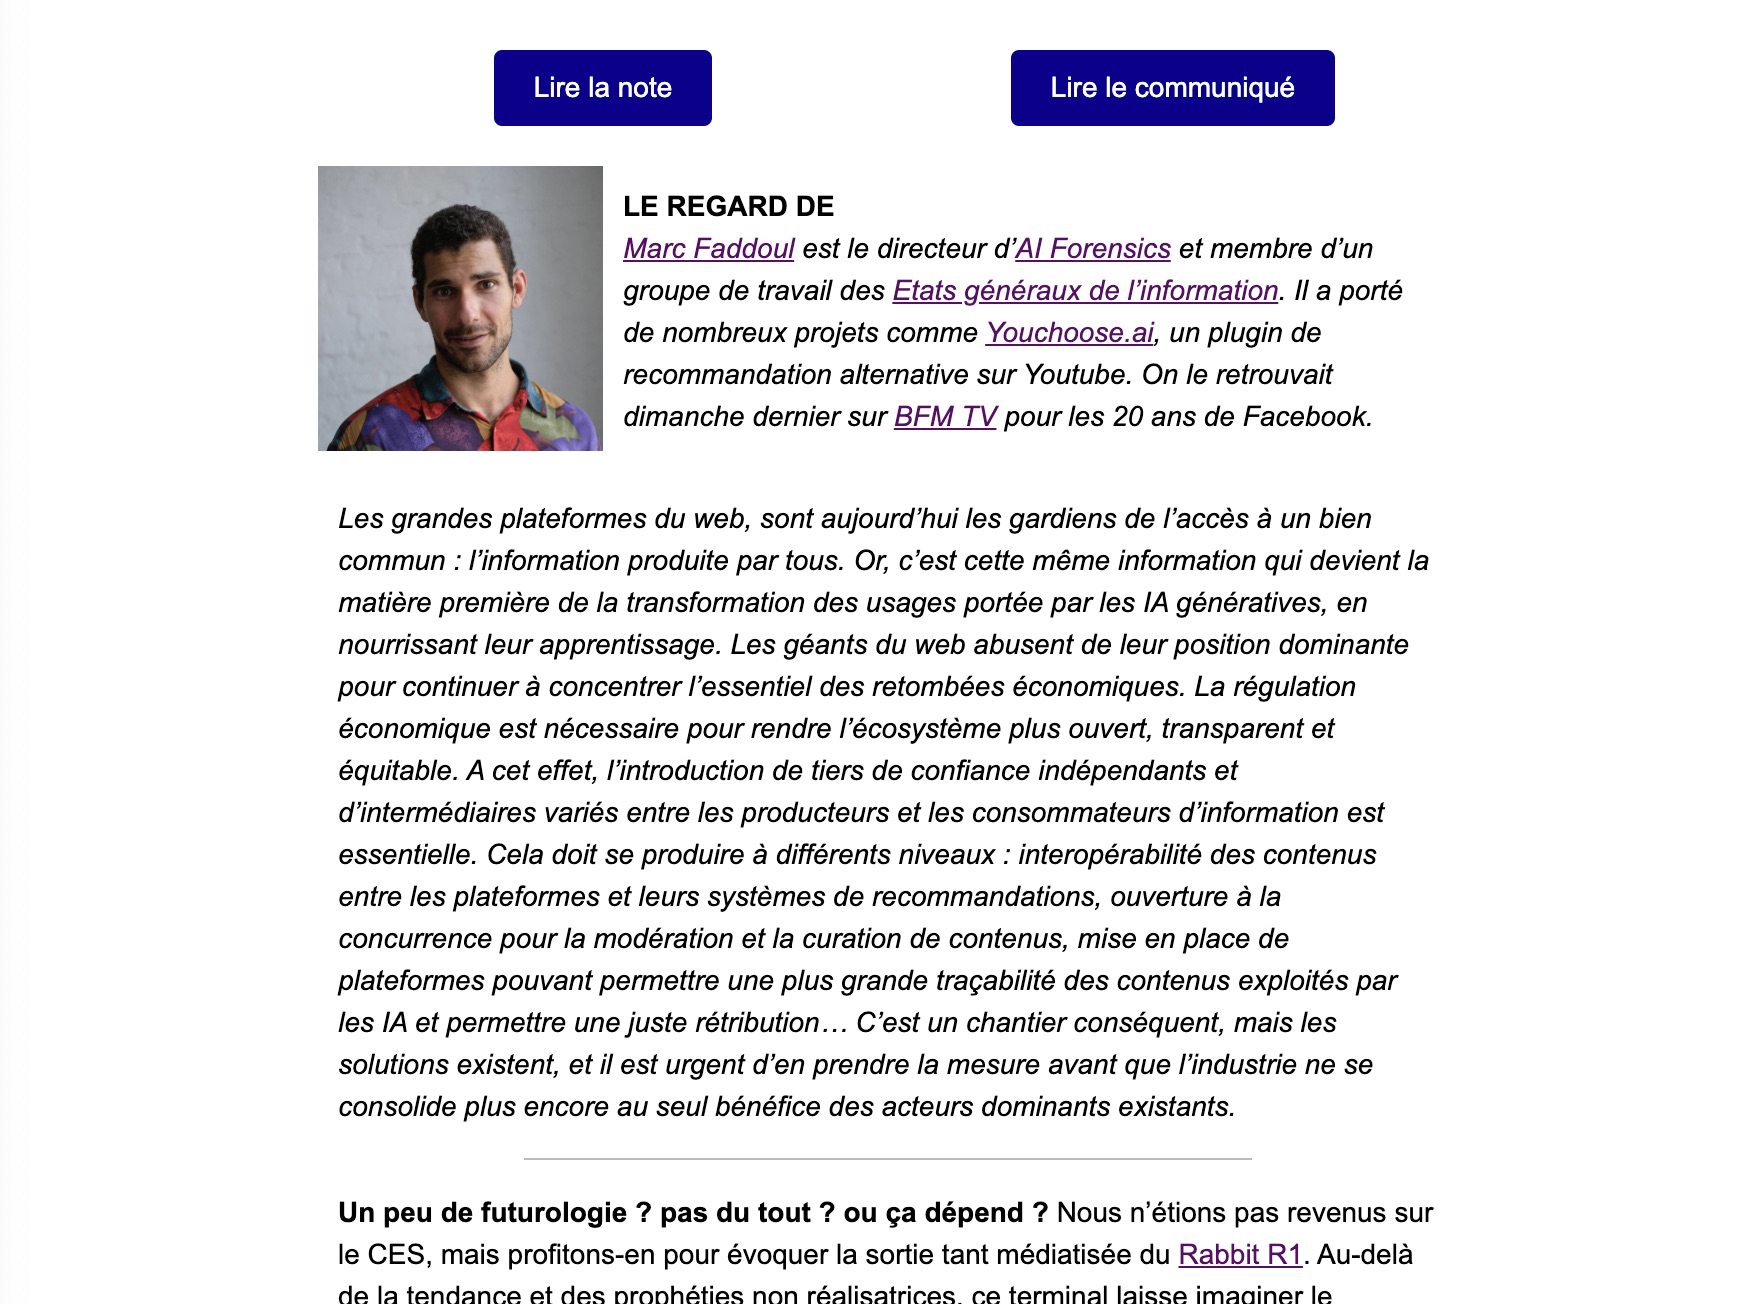 Lire la note
Lire le communiqué
LE REGARD DE
Marc Faddoul est le directeur d’AI Forensics et membre d’un
groupe de travail des Etats généraux de l’information. Il a porté
de nombreux projets comme Youchoose.ai, un plugin de
recommandation alternative sur Youtube. On le retrouvait
dimanche dernier sur BFM TV pour les 20 ans de Facebook.
Les grandes plateformes du web, sont aujourd’hui les gardiens de l’accès à un bien
commun : l’information produite par tous. Or, c’est cette même information qui devient la
matière première de la transformation des usages portée par les IA génératives, en
nourrissant leur apprentissage. Les géants du web abusent de leur position dominante
pour continuer à concentrer l’essentiel des retombées économiques. La régulation
économique est nécessaire pour rendre l’écosystème plus ouvert, transparent et
équitable. A cet effet, l’introduction de tiers de confiance indépendants et
d’intermédiaires variés entre les producteurs et les consommateurs d’information est
essentielle. Cela doit se produire à différents niveaux : interopérabilité des contenus
entre les plateformes et leurs systèmes de recommandations, ouverture à la
concurrence pour la modération et la curation de contenus, mise en place de
plateformes pouvant permettre une plus grande traçabilité des contenus exploités par
les IA et permettre une juste rétribution… C’est un chantier conséquent, mais les
solutions existent, et il est urgent d’en prendre la mesure avant que l’industrie ne se
consolide plus encore au seul bénéfice des acteurs dominants existants.
Un peu de futurologie ? pas du tout ? ou ça dépend ? Nous n’étions pas revenus sur
le CES, mais profitons-en pour évoquer la sortie tant médiatisée du Rabbit R1. Au-delà
de la tendance et des prophéties non réalisatrices, ce terminal laisse imaginer le